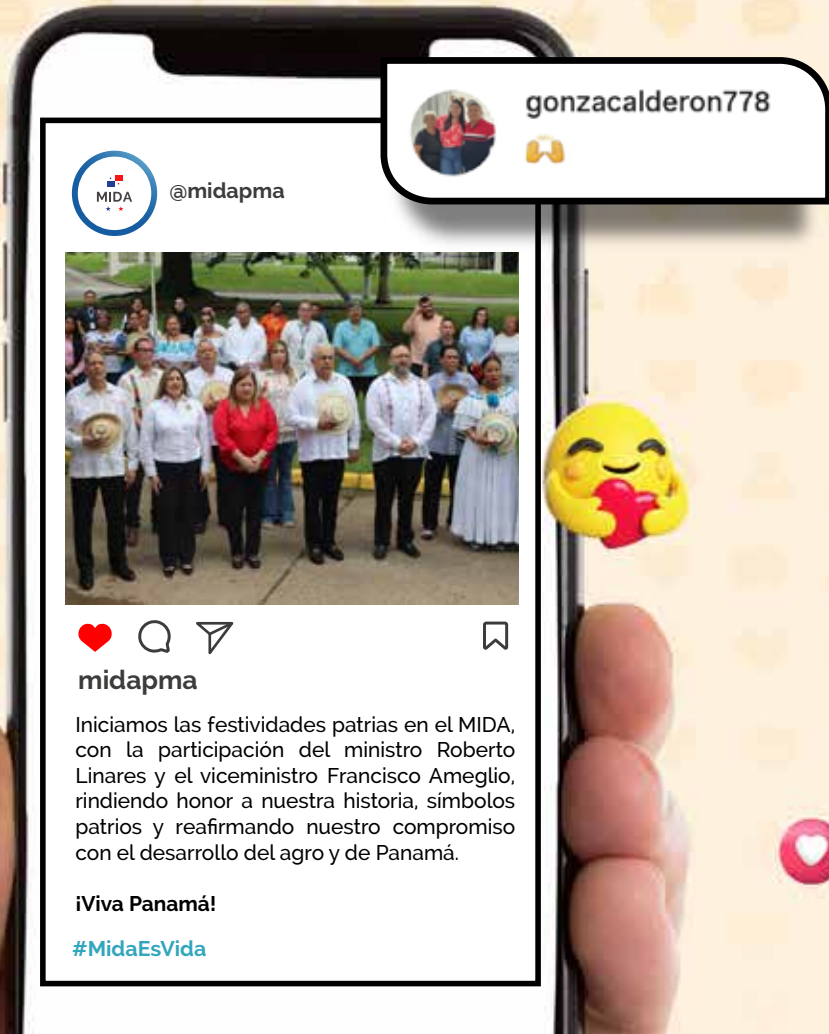 gonzacalderon778
MIDA
@midapma
midapma
Iniciamos las festividades patrias en el MIDA,
con la participación del ministro Roberto
Linares y el viceministro Francisco Ameglio,
rindiendo honor a nuestra historia, símbolos
patrios y reafirmando nuestro compromiso
con el desarrollo del agro y de Panamá.
¡Viva Panamá!
#MidaEsVida